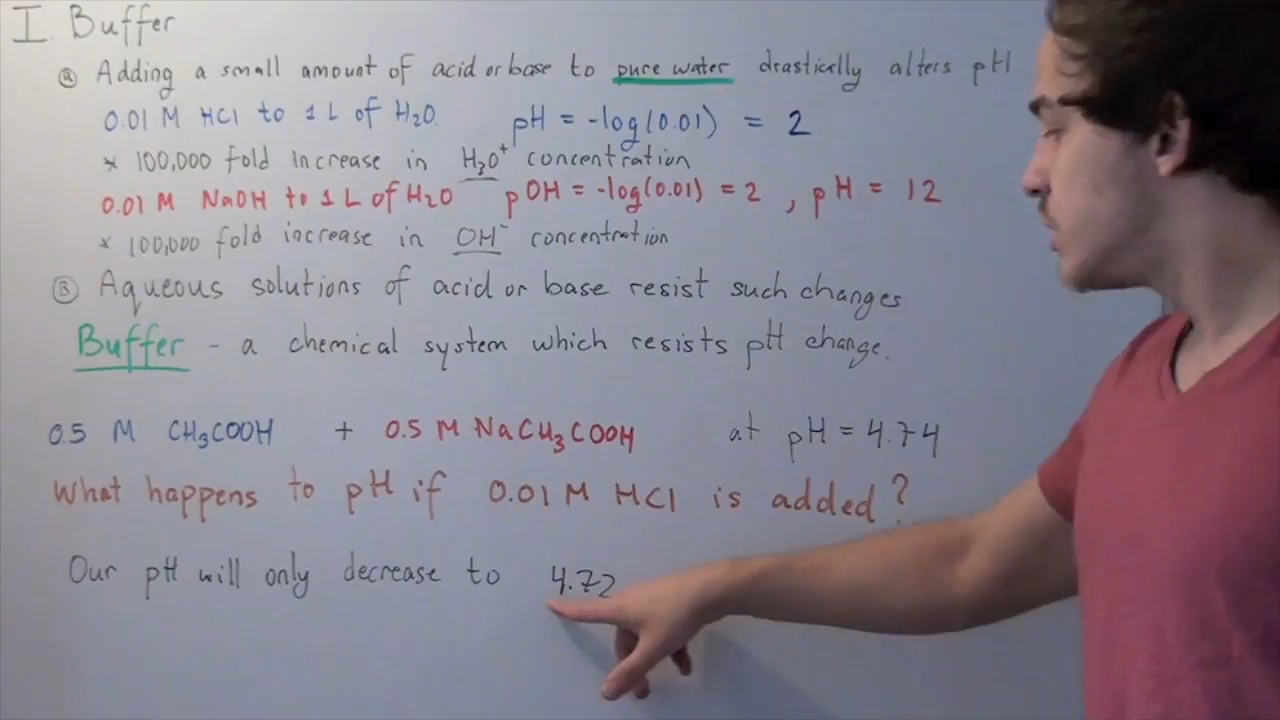 I. Buffer
Ⓐ Adding a small amount of acid or base to pure water drastically alters pH
0.01 M HCl to 1 L of H₂O. pH = -log(0.01) = 2
* 100,000 fold increase in H₃O⁺ concentration
0.01 M NaOH to 1 L of H₂O pOH = -log(0.01) = 2, pH = 12
* 100,000 fold increase in OH⁻ concentration
Ⓑ Aqueous solutions of acid or base resist such changes
Buffer - a chemical system which resists pH change.
0.5 M CH₃COOH + 0.5 M NaCH₃COOH at pH = 4.74
What happens to pH if 0.01 M HCl is added?
Our pH will only decrease to 4.72